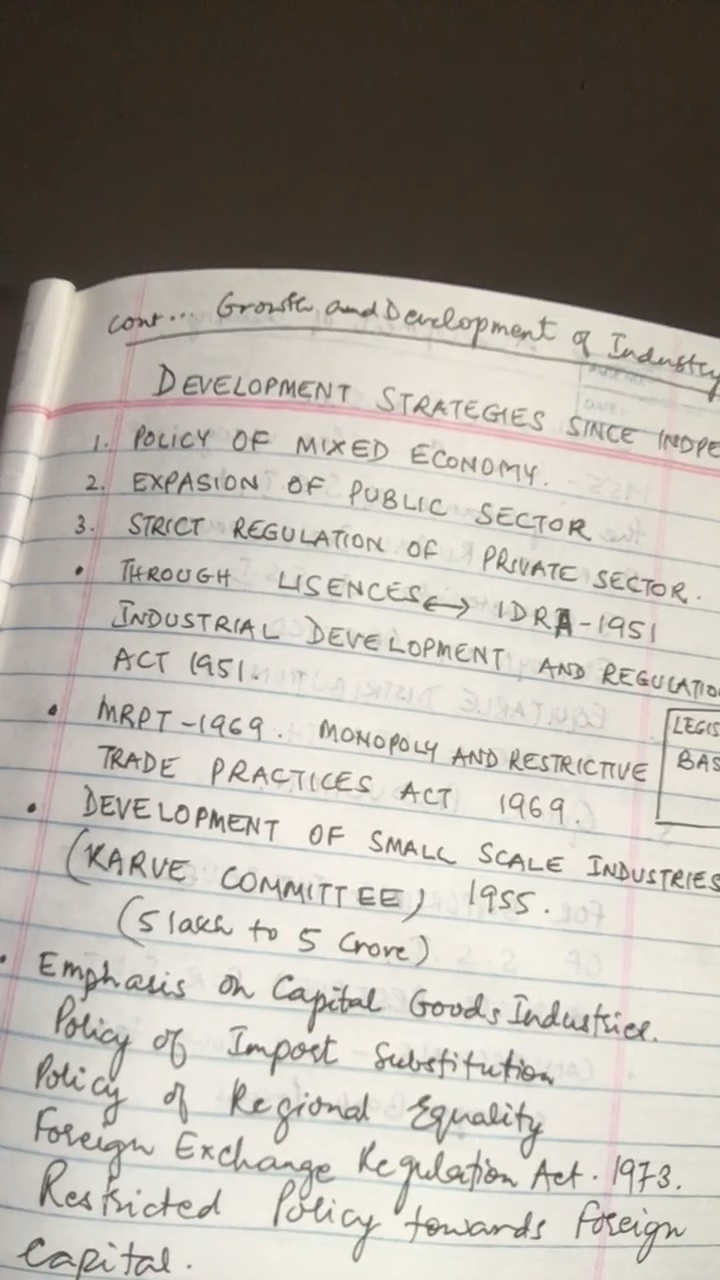 cont... Growth and Development of Industry
DEVELOPMENT STRATEGIES SINCE INDPE
1. POLICY OF MIXED ECONOMY.
2. EXPASION OF PUBLIC SECTOR
3. STRICT REGULATION OF PRIVATE SECTOR.
• THROUGH LISENCES ↔ IDRA-1951
INDUSTRIAL DEVELOPMENT AND REGULATIO
ACT 1951.
• MRPT-1969. MONOPOLY AND RESTRICTIVE
TRADE PRACTICES ACT 1969.
LEGIS
BAS
• DEVELOPMENT OF SMALL SCALE INDUSTRIES
(KARVE COMMITTEE) 1955.
(5 lakh to 5 Crore)
• Emphasis on Capital Goods Industries.
Policy of Import Substitution
Policy of Regional Equality
Foreign Exchange Regulation Act. 1973.
Restricted Policy towards foreign
capital.